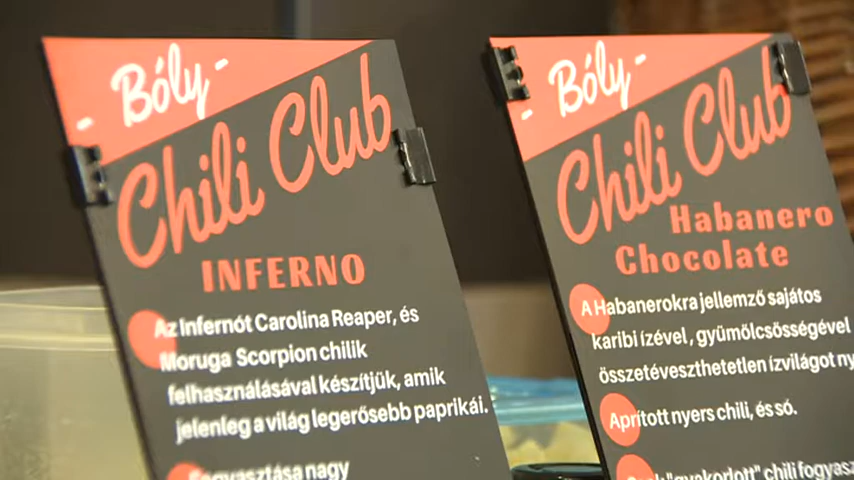 - Bóly -
Chili Club
INFERNO
Az Infernót Carolina Reaper, és
Moruga Scorpion chilik
felhasználásával készítjük, amik
jelenleg a világ legerősebb paprikái.
Fogyasztása nagy
- Bóly -
Chili Club
Habanero
Chocolate
A Habanerokra jellemző sajátos
karibi ízével, gyümölcsösségével
összetéveszthetetlen ízvilágot ny
Aprított nyers chili, és só.
Csak "gyakorlott" chili fogyasz